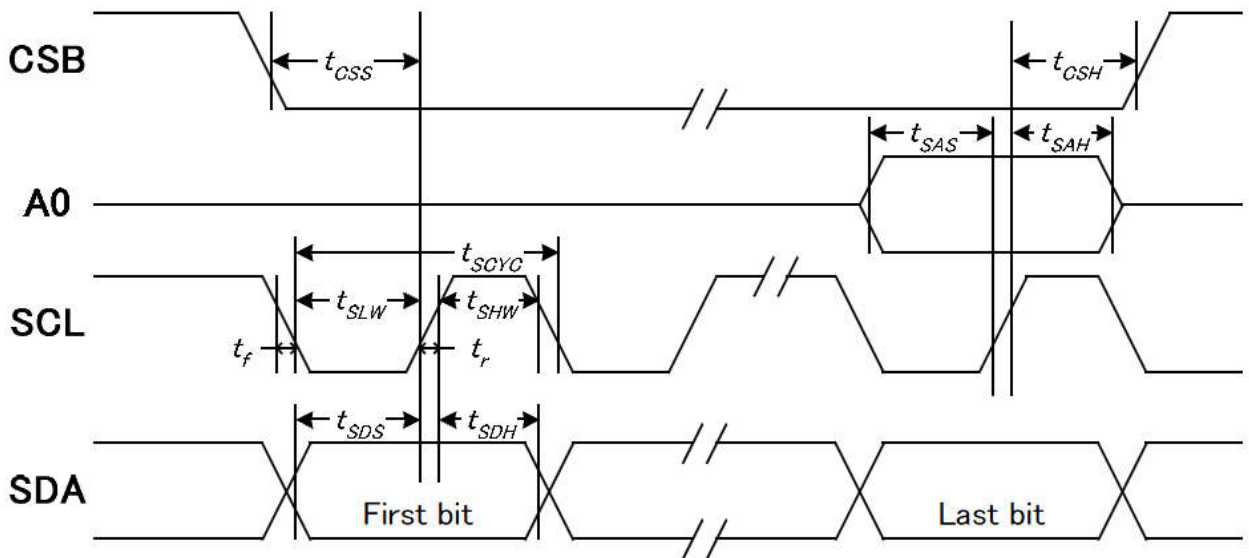 CSB
tCSS
tCSH
tSAS
tSAH
A0
tSCYC
SCL
tSLW
tSHW
tf
tr
tSDS
tSDH
SDA
First bit
Last bit